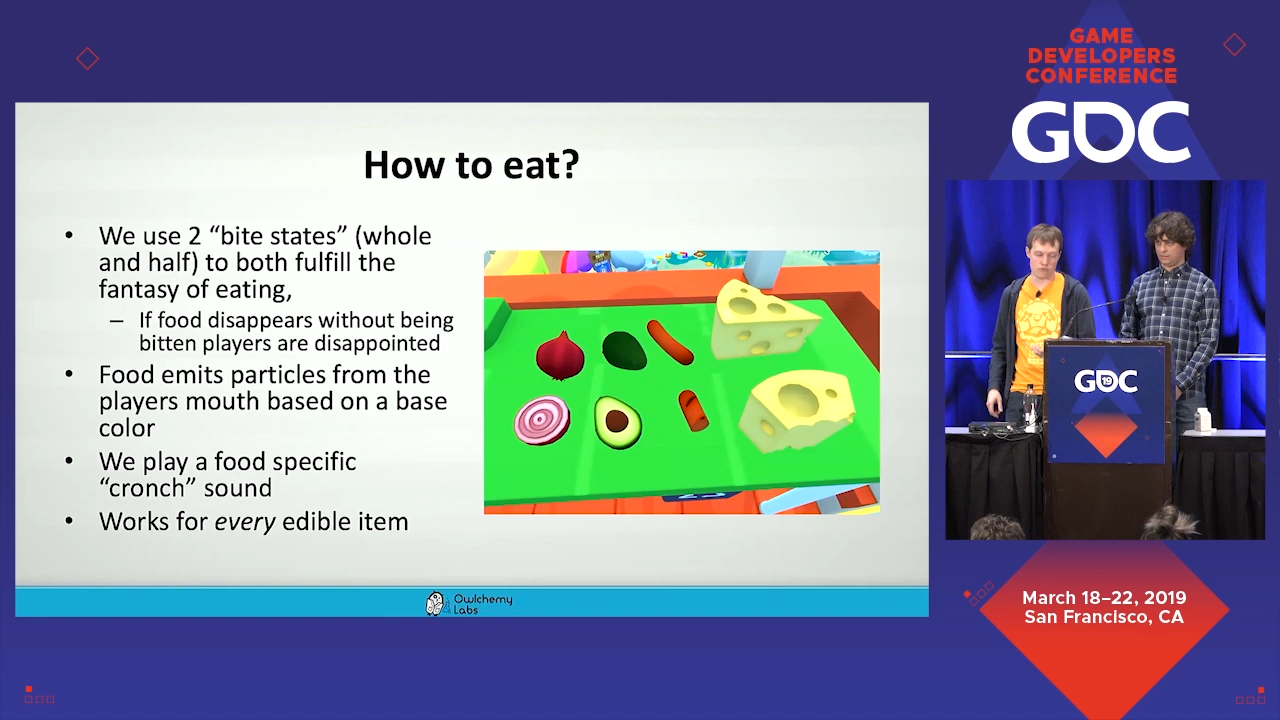 GAME
DEVELOPERS
CONFERENCE
GDC
How to eat?
• We use 2 “bite states” (whole
and half) to both fulfill the
fantasy of eating,
– If food disappears without being
bitten players are disappointed
• Food emits particles from the
players mouth based on a base
color
• We play a food specific
“cronch” sound
• Works for every edible item
Owlchemy
Labs
GDC
19
March 18–22, 2019
San Francisco, CA